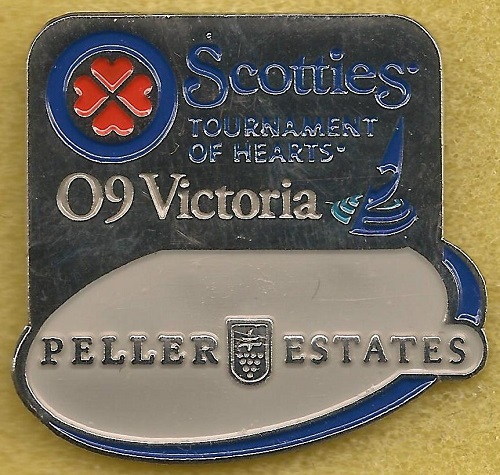 Scotties
TOURNAMENT
OF HEARTS
09 Victoria
PELLER ESTATES